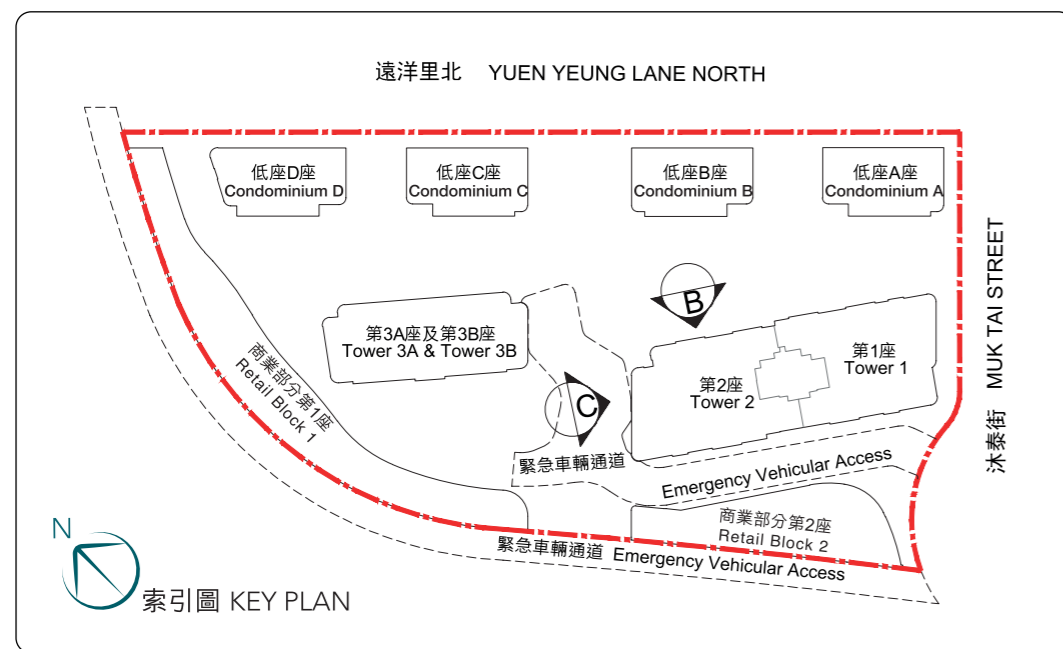 遠洋里北 YUEN YEUNG LANE NORTH
低座D座
Condominium D
低座C座
Condominium C
低座B座
Condominium B
低座A座
Condominium A
沐泰街 MUK TAI STREET
B
第3A座及第3B座
Tower 3A & Tower 3B
第1座
Tower 1
第2座
Tower 2
C
商業部分第1座
Retail Block 1
緊急車輛通道 Emergency Vehicular Access
商業部分第2座
Retail Block 2
緊急車輛通道 Emergency Vehicular Access
N
索引圖 KEY PLAN